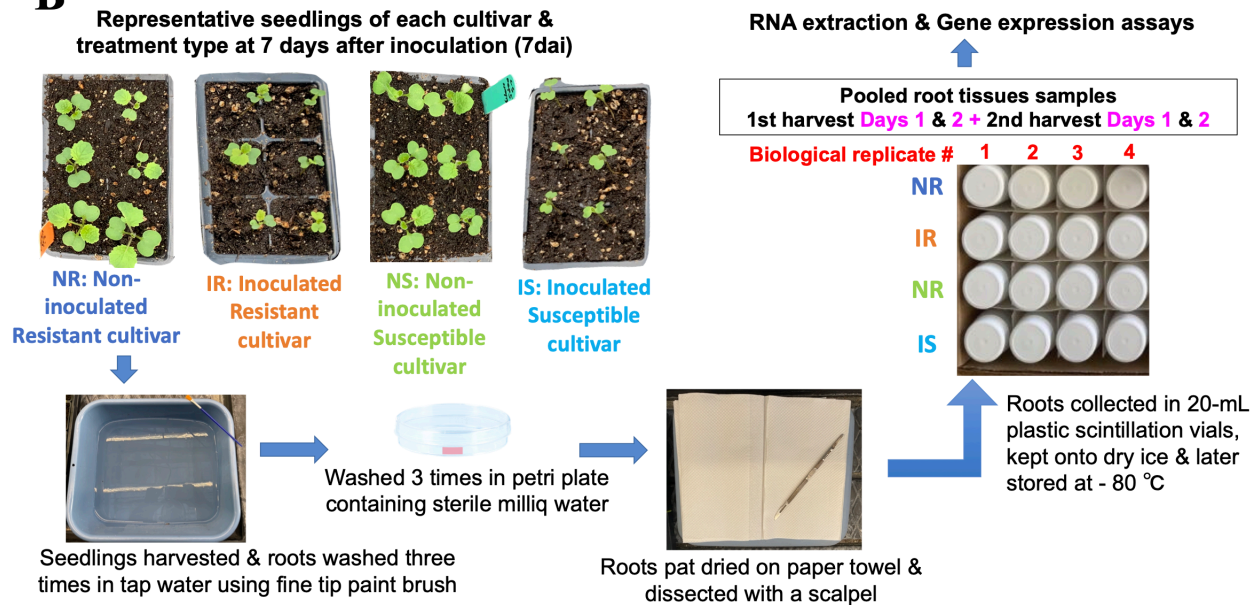 B
Representative seedlings of each cultivar &
treatment type at 7 days after inoculation (7dai)
NR: Non-
inoculated
Resistant cultivar
IR: Inoculated
Resistant
cultivar
NS: Non-
inoculated
Susceptible
cultivar
IS: Inoculated
Susceptible
cultivar
Seedlings harvested & roots washed three
times in tap water using fine tip paint brush
Washed 3 times in petri plate
containing sterile milliq water
Roots pat dried on paper towel &
dissected with a scalpel
Roots collected in 20-mL
plastic scintillation vials,
kept onto dry ice & later
stored at - 80 ℃
RNA extraction & Gene expression assays
Pooled root tissues samples
1st harvest Days 1 & 2 + 2nd harvest Days 1 & 2
Biological replicate # 1 2 3 4
NR
IR
NR
IS